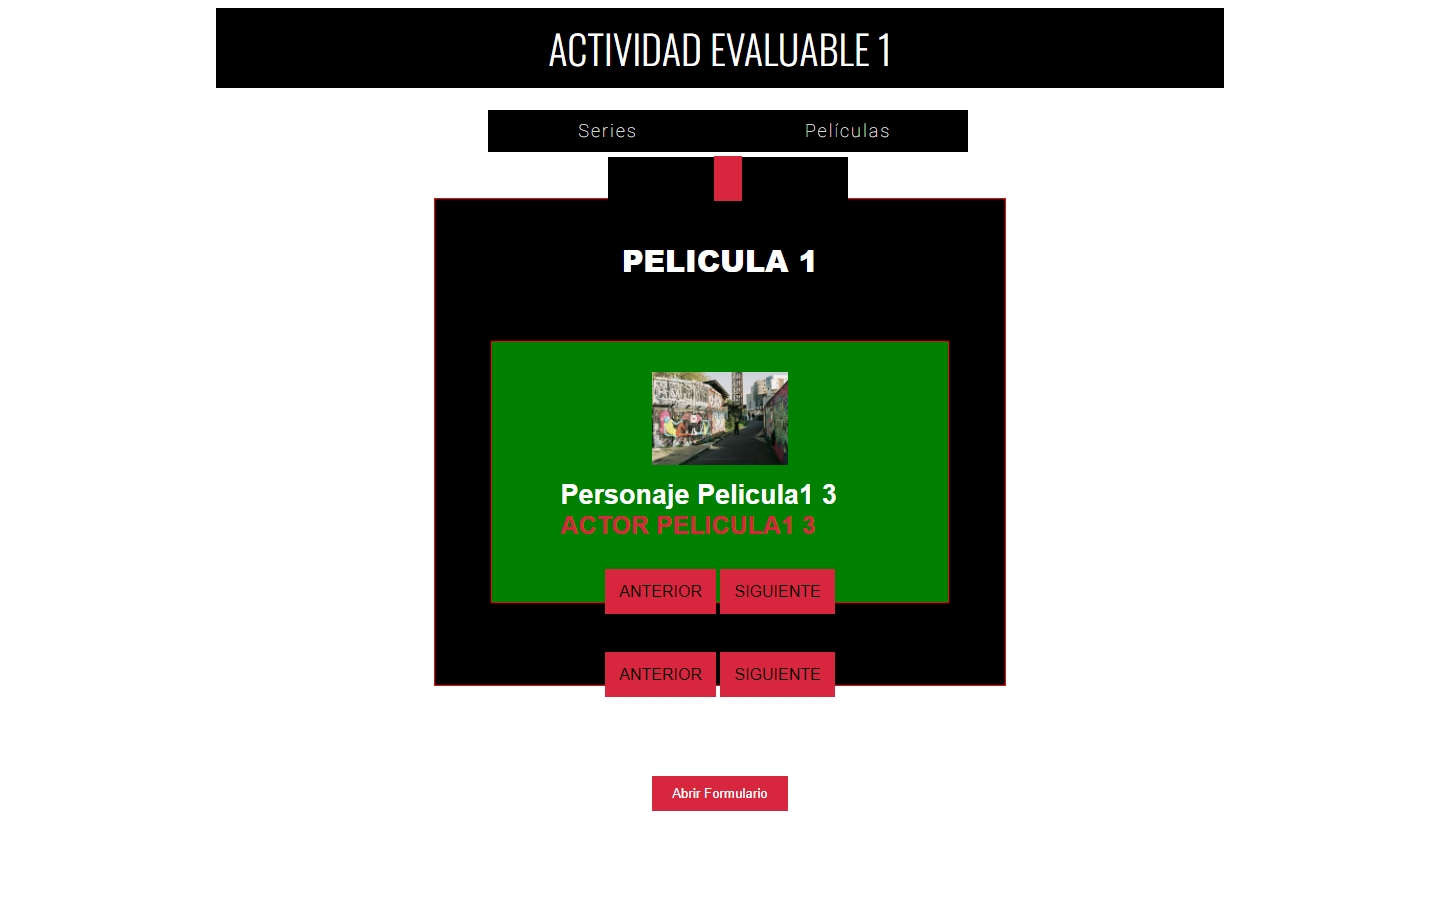 ACTIVIDAD EVALUABLE 1
Series Películas
PELICULA 1
Personaje Pelicula1 3
ACTOR PELICULA1 3
ANTERIOR SIGUIENTE
ANTERIOR SIGUIENTE
Abrir Formulario